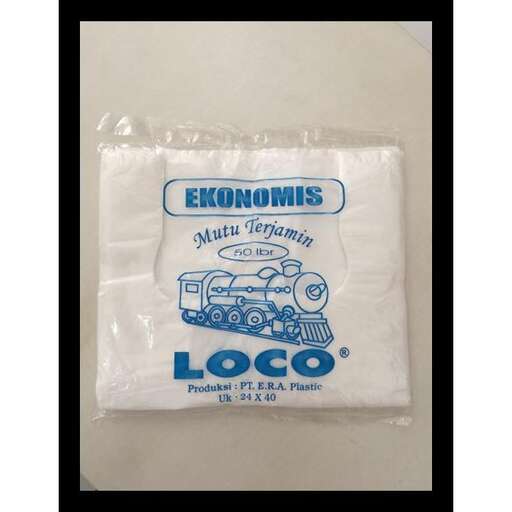 EKONOMIS
Mutu Terjamin
50 lbr
LOCO ®
Produksi : PT. E.R.A. Plastic
Uk : 24 X 40